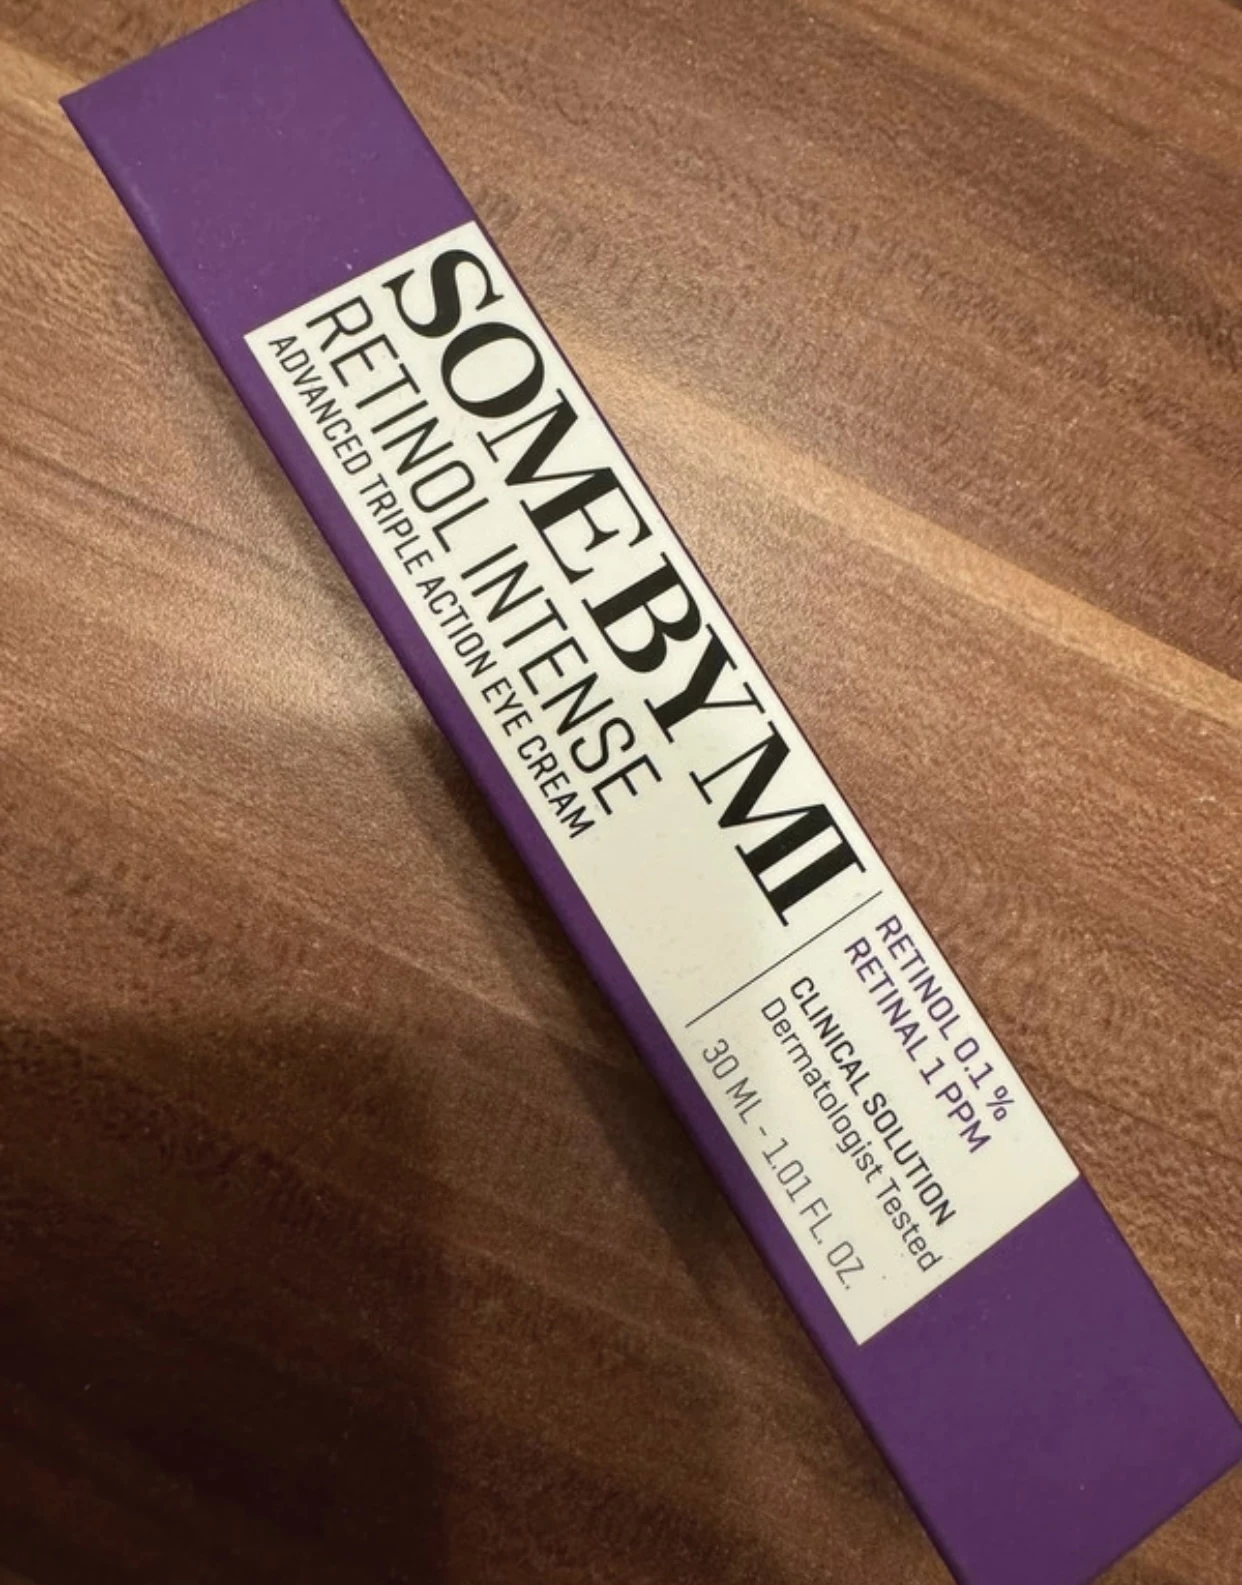 SOME BY MI
RETINOL INTENSE
ADVANCED TRIPLE ACTION EYE CREAM
RETINOL 0.1 %
RETINAL 1 PPM
CLINICAL SOLUTION
Dermatologist Tested
30 ML - 1.01 FL. OZ.